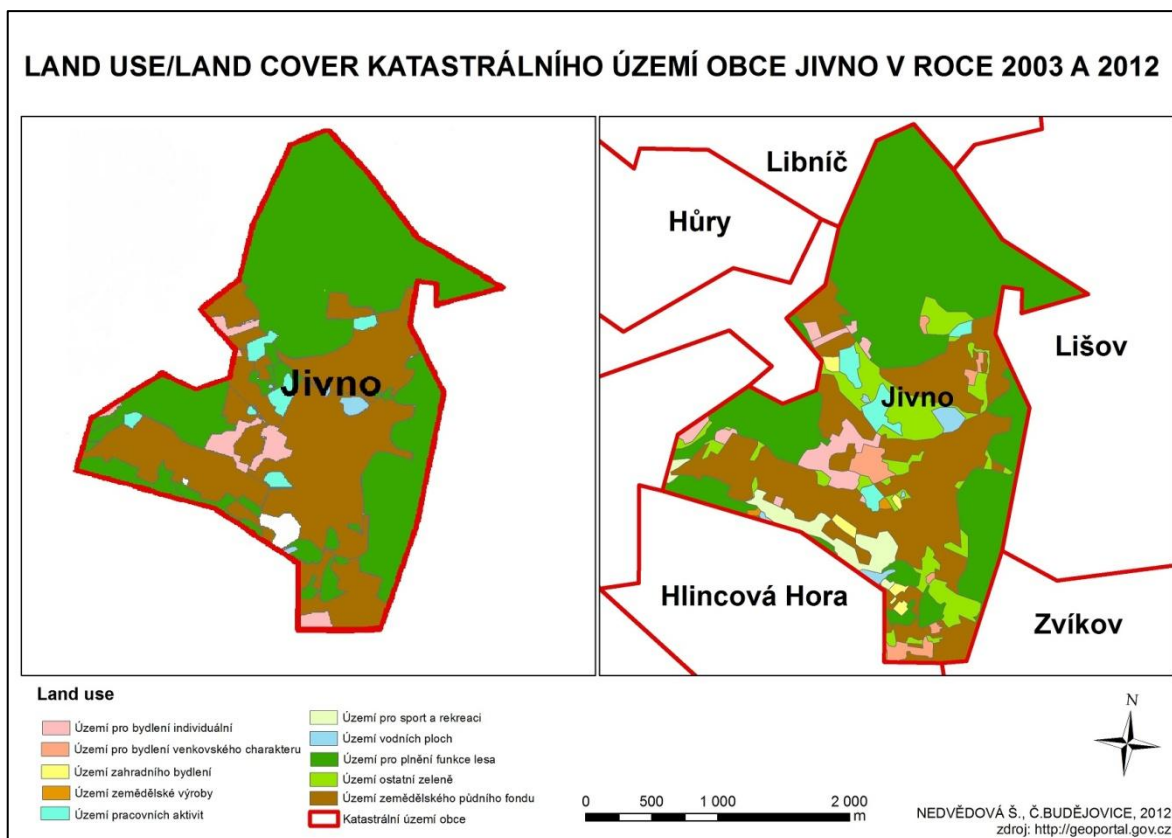 LAND USE/LAND COVER KATASTRÁLNÍHO ÚZEMÍ OBCE JIVNO V ROCE 2003 A 2012
Jivno
Libníč
Hůry
Lišov
Jivno
Hlincová Hora
Zvíkov
Land use
Území pro bydlení individuální
Území pro bydlení venkovského charakteru
Území zahradního bydlení
Území zemědělské výroby
Území pracovních aktivit
Území pro sport a rekreaci
Území vodních ploch
Území pro plnění funkce lesa
Území ostatní zeleně
Území zemědělského půdního fondu
Katastrální území obce
0 500 1 000 2 000
m
N
NEDVĚDOVÁ Š., Č.BUDĚJOVICE, 2012
zdroj: http://geoportal.gov.cz